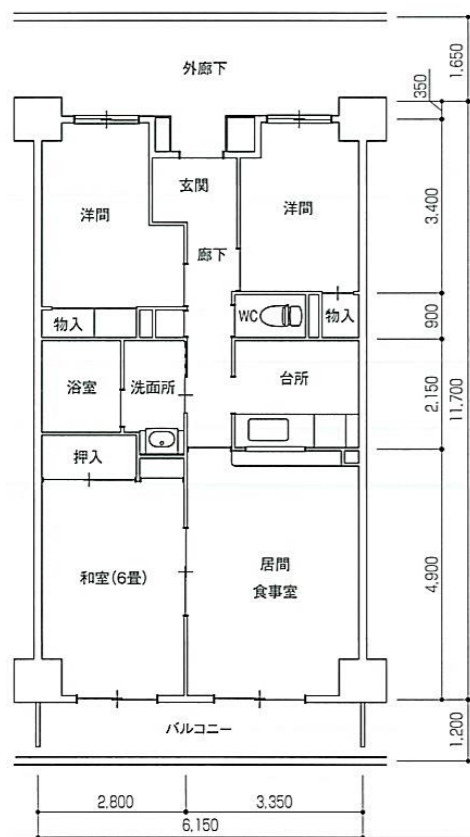 外廊下
玄関
洋間
洋間
廊下
WC
物入
物入
浴室
洗面所
台所
押入
和室(6畳)
居間
食事室
バルコニー
1,650
350
3,400
900
2,150
11,700
4,900
1,200
2,800
3,350
6,150